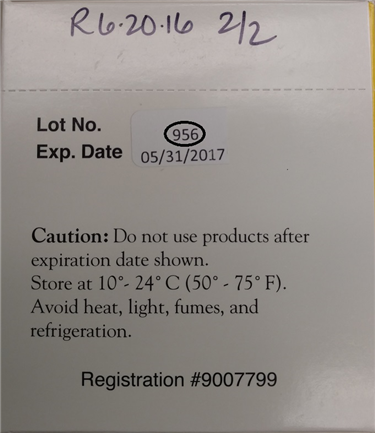 R 6.20.16 2/2
Lot No. 956
Exp. Date 05/31/2017
Caution: Do not use products after
expiration date shown.
Store at 10°- 24° C (50° - 75° F).
Avoid heat, light, fumes, and
refrigeration.
Registration #9007799